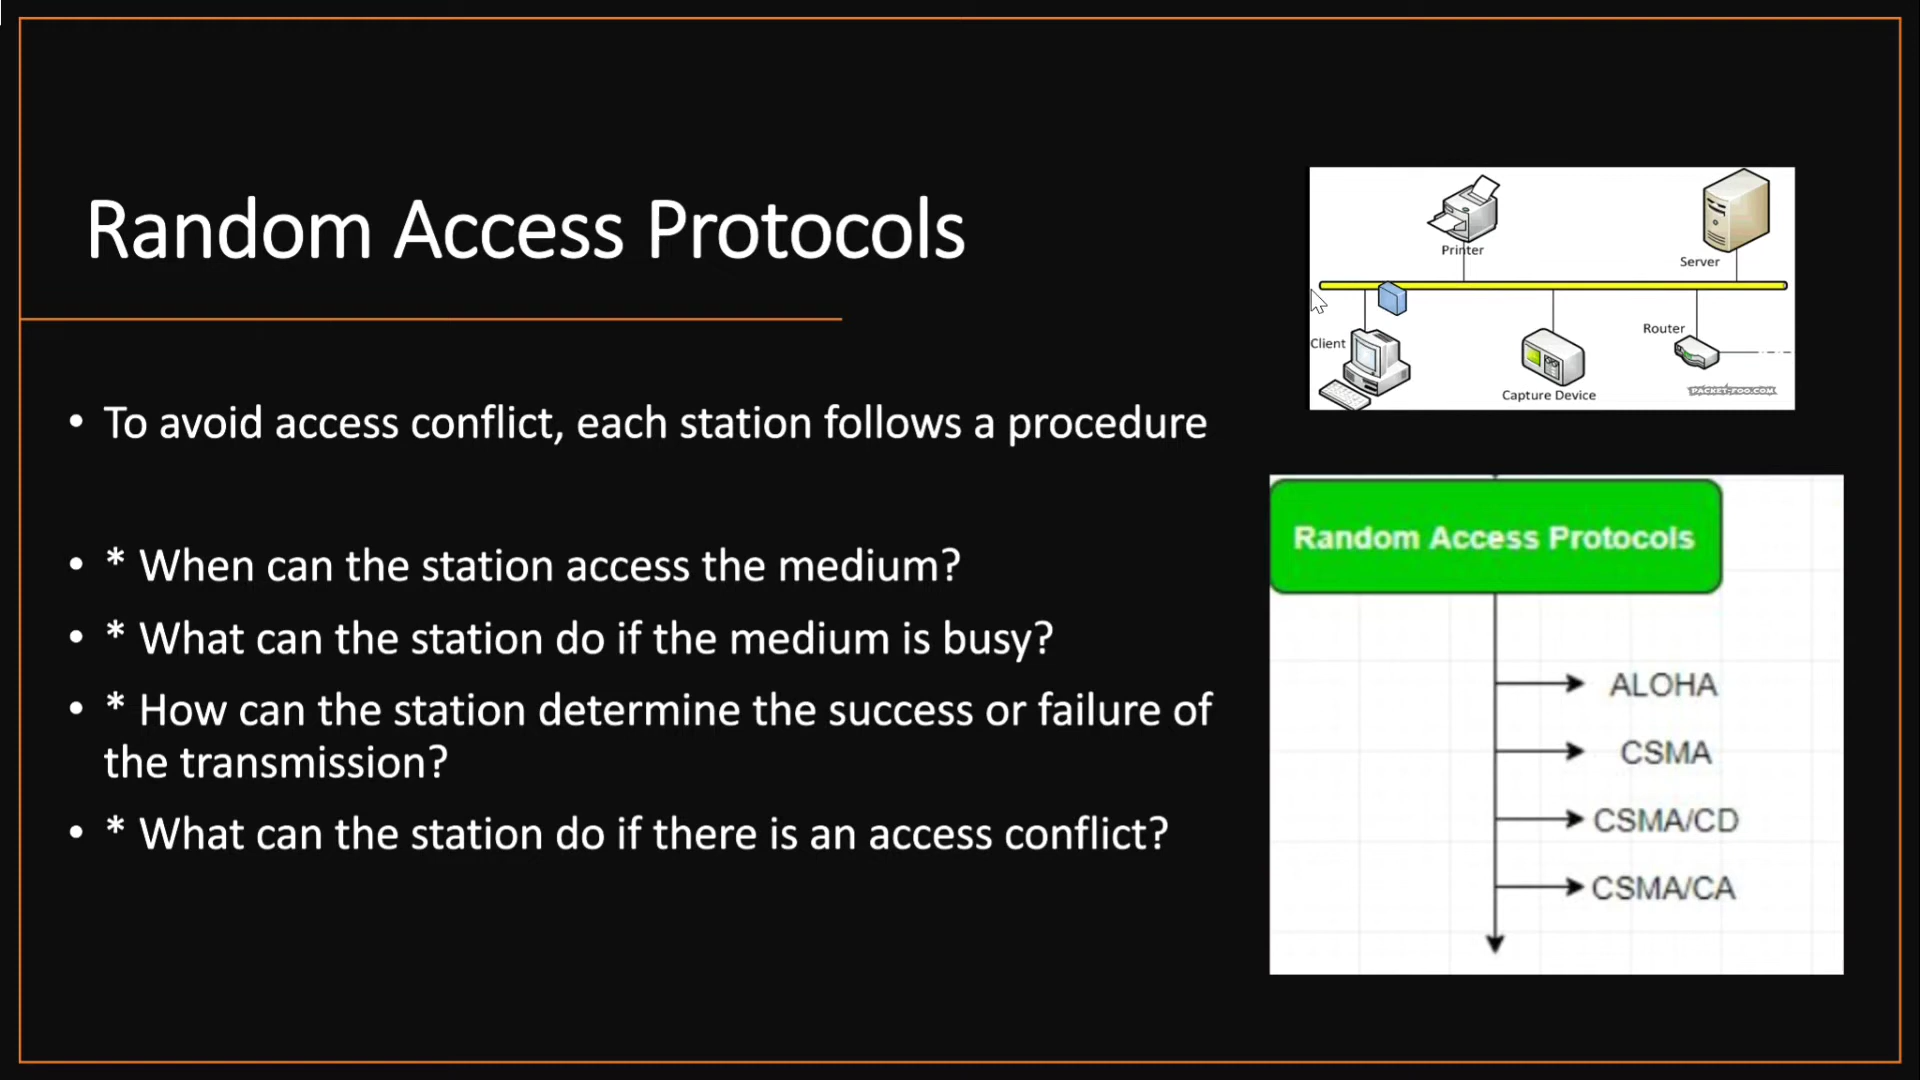 Random Access Protocols
• To avoid access conflict, each station follows a procedure
• * When can the station access the medium?
• * What can the station do if the medium is busy?
• * How can the station determine the success or failure of
the transmission?
• * What can the station do if there is an access conflict?
Printer
Server
Client
Router
Capture Device
PACKET-FOO.COM
Random Access Protocols
ALOHA
CSMA
CSMA/CD
CSMA/CA